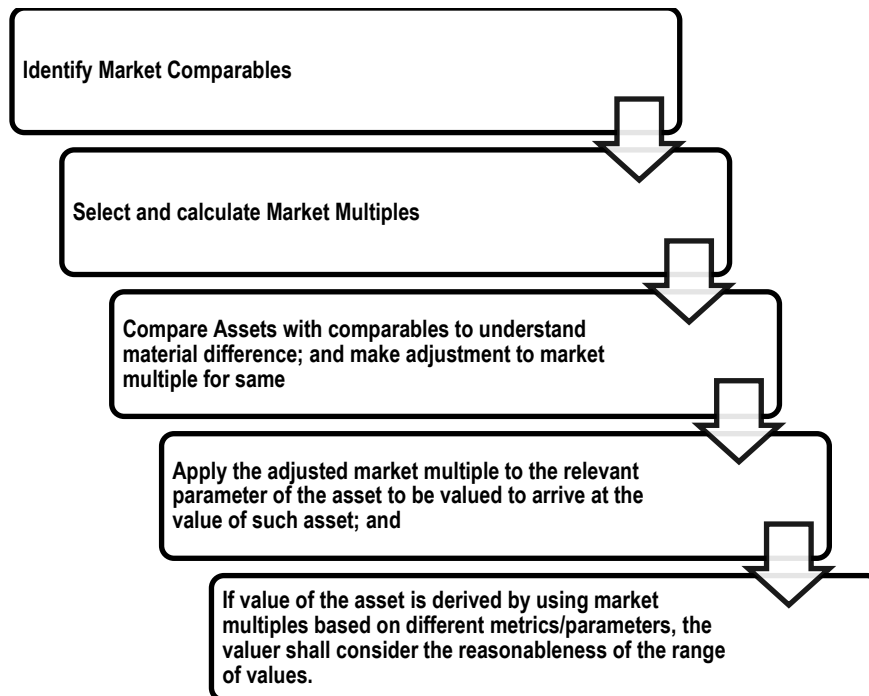 Identify Market Comparables
Select and calculate Market Multiples
Compare Assets with comparables to understand
material difference; and make adjustment to market
multiple for same
Apply the adjusted market multiple to the relevant
parameter of the asset to be valued to arrive at the
value of such asset; and
If value of the asset is derived by using market
multiples based on different metrics/parameters, the
valuer shall consider the reasonableness of the range
of values.